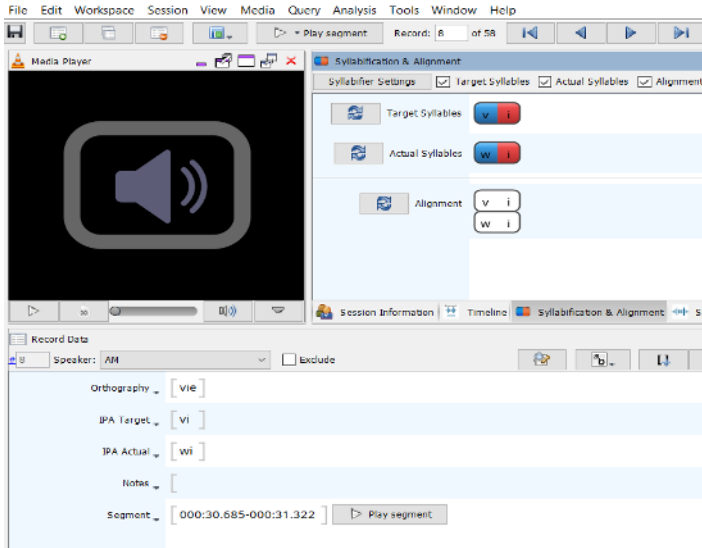 File Edit Workspace Session View Media Query Analysis Tools Window Help
Play segment Record: 8 of 58
Media Player
Syllabification & Alignment
Syllabifier Settings Target Syllables Actual Syllables Alignment
Target Syllables v i
Actual Syllables w i
Alignment v i
w i
Session Information Timeline Syllabification & Alignment S
Record Data
# 8 Speaker: AM Exclude
Orthography [ vie ]
IPA Target [ vi ]
IPA Actual [ wi ]
Notes [
Segment [ 000:30.685-000:31.322 ] Play segment